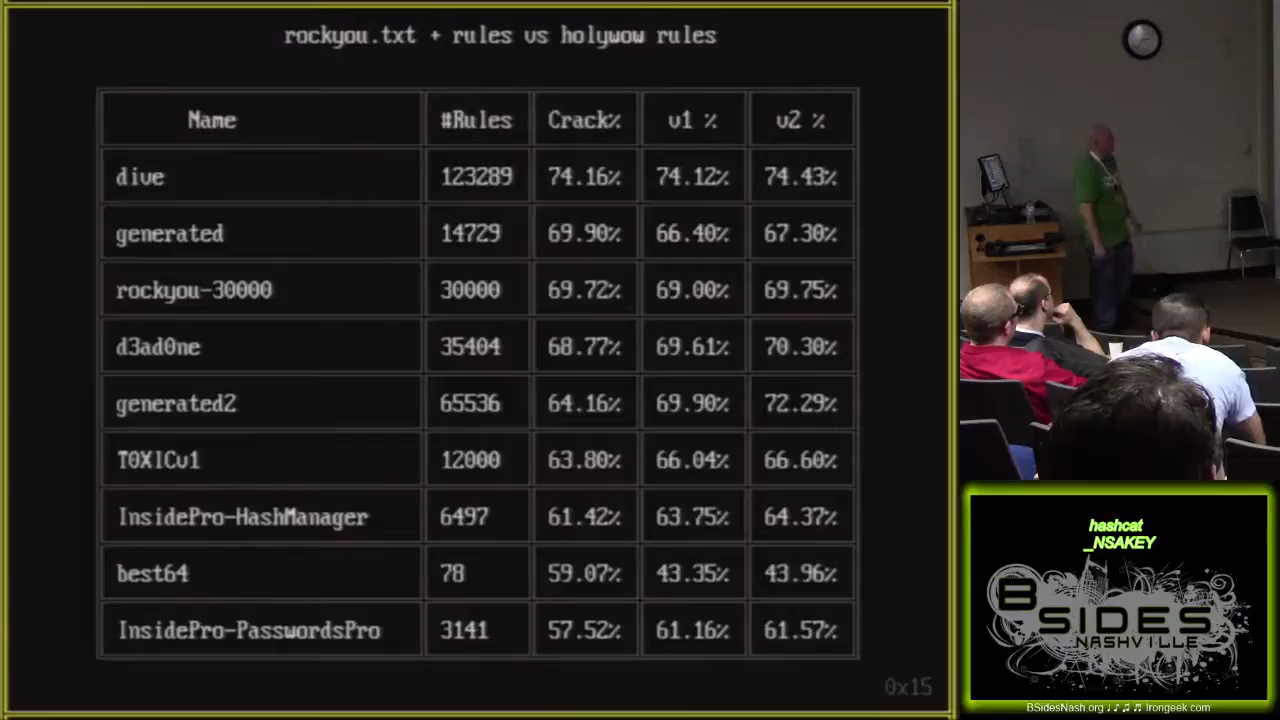 rockyou.txt + rules vs holywow rules
Name #Rules Crack% v1 % v2 %
dive 123289 74.16% 74.12% 74.43%
generated 14729 69.90% 66.40% 67.30%
rockyou-30000 30000 69.72% 69.00% 69.75%
d3ad0ne 35404 68.77% 69.61% 70.30%
generated2 65536 64.16% 69.90% 72.29%
T0XlCv1 12000 63.80% 66.04% 66.60%
InsidePro-HashManager 6497 61.42% 63.75% 64.37%
best64 78 59.07% 43.35% 43.96%
InsidePro-PasswordsPro 3141 57.52% 61.16% 61.57%
0x15
hashcat
_NSAKEY
BSIDES
NASHVILLE
BSidesNash.org ♩♪♫♬ Irongeek.com